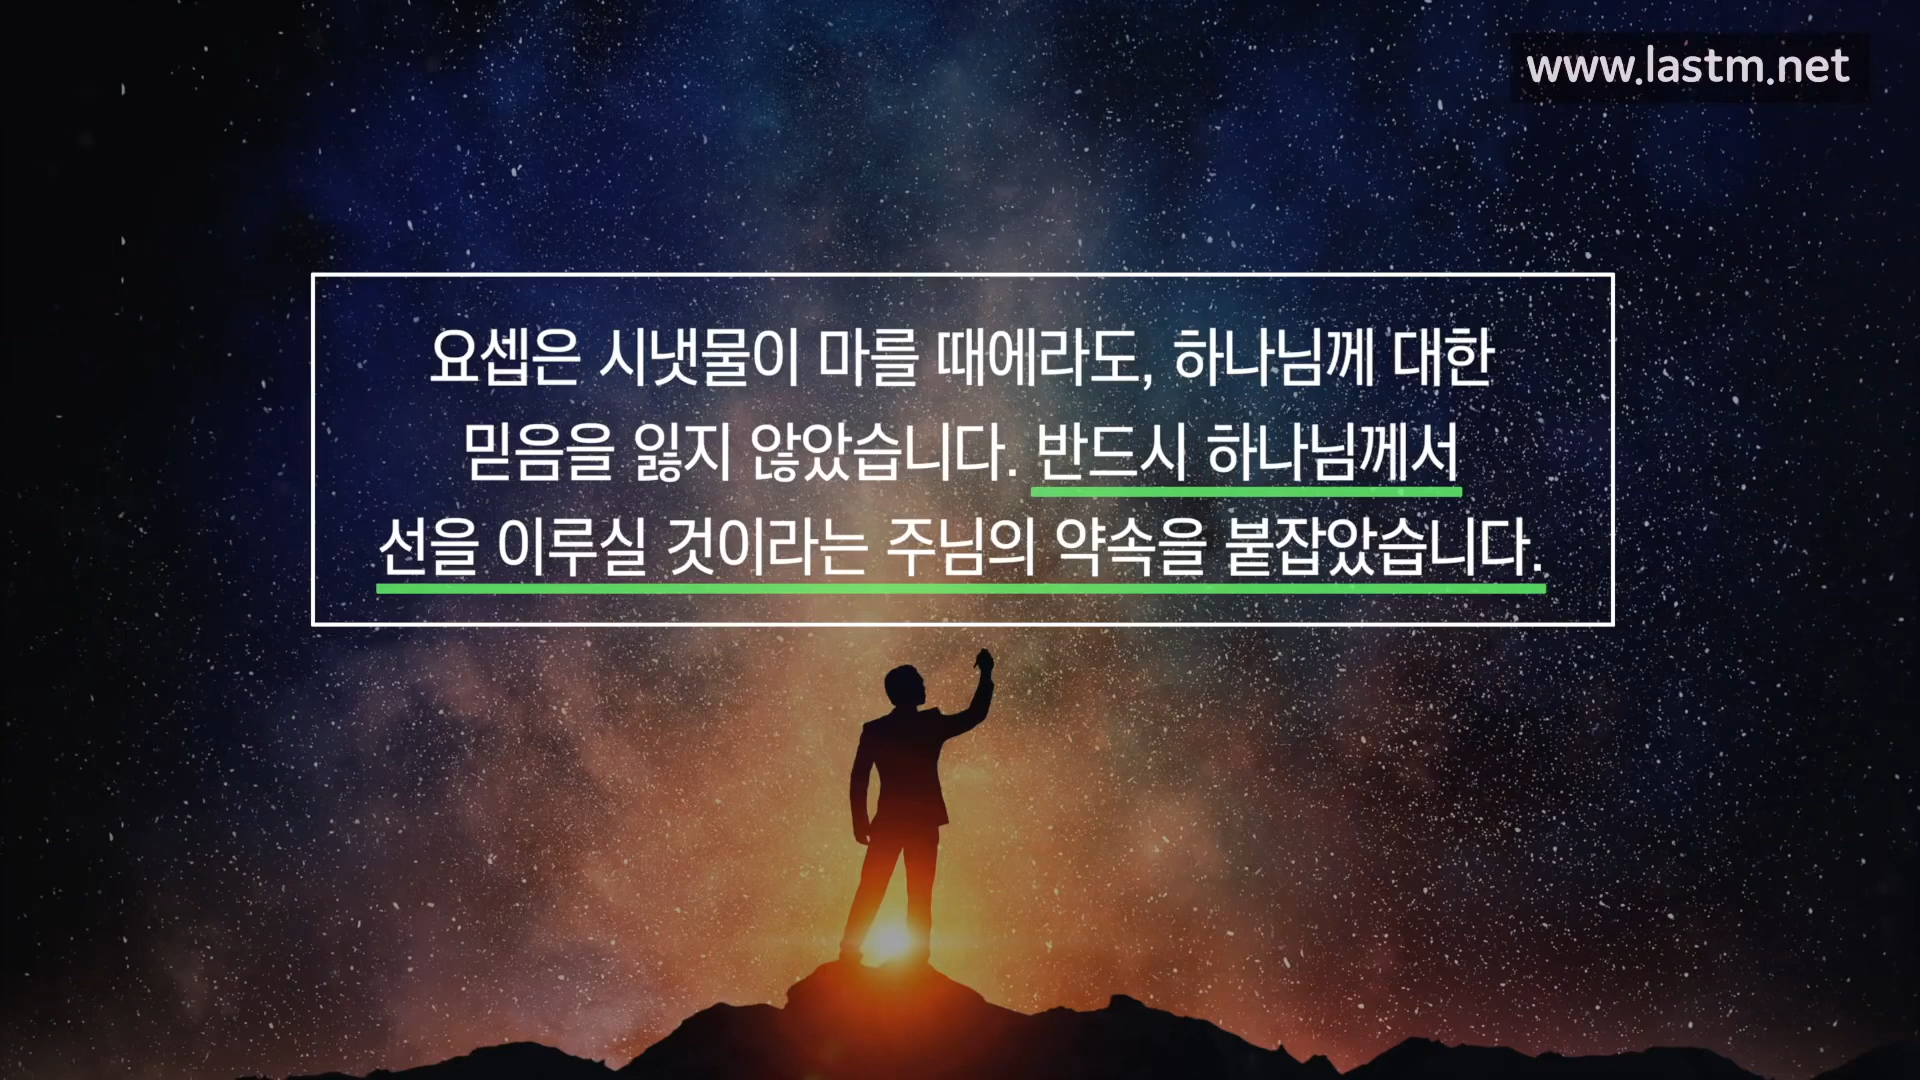 www.lastm.net
요셉은 시냇물이 마를 때에라도, 하나님께 대한
믿음을 잃지 않았습니다. 반드시 하나님께서
선을 이루실 것이라는 주님의 약속을 붙잡았습니다.